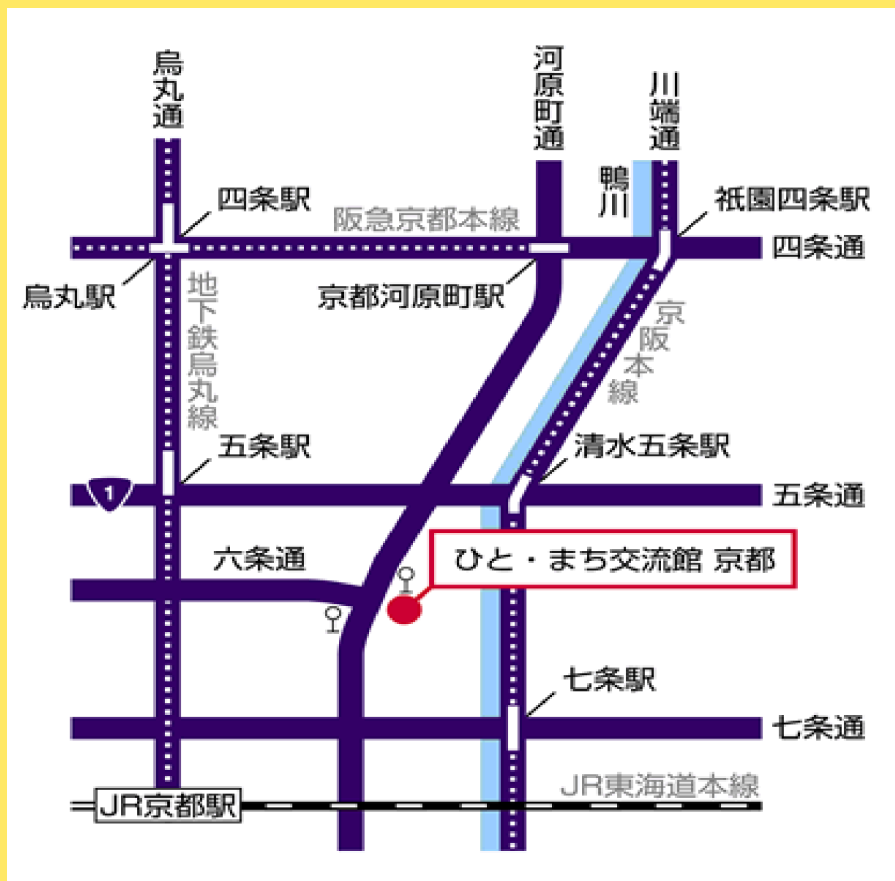 烏丸通
河原町通
川端通
鴨川
四条駅
阪急京都本線
祇園四条駅
四条通
烏丸駅
京都河原町駅
地下鉄烏丸線
京阪本線
五条駅
清水五条駅
1
五条通
六条通
ひと・まち交流館 京都
七条駅
七条通
JR東海道本線
JR京都駅